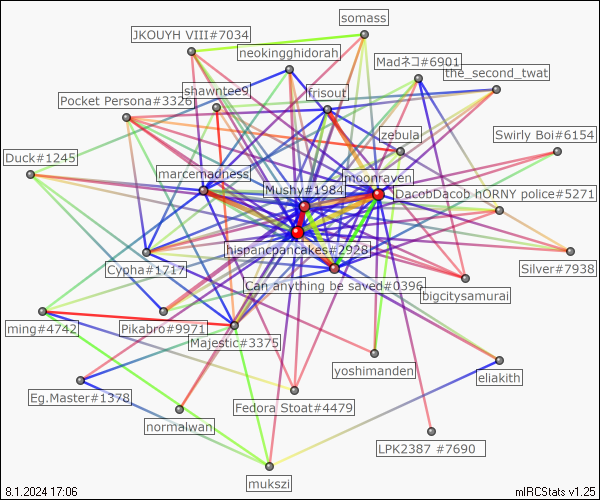 somass
JKOUYH VIII#7034
neokingghidorah
Madネコ#6901
the_second_twat
shawntee9
frisout
Pocket Persona#3326
zebula
Swirly Boi#6154
Duck#1245
marcemadness
moonraven
Mushy#1984
DacobDacob hORNY police#5271
hispancpancakes#2928
Cypha#1717
Silver#7938
Can anything be saved#0396
bigcitysamurai
ming#4742
Pikabro#9971
Majestic#3375
yoshimanden
eliakith
Eg.Master#1378
Fedora Stoat#4479
normalwan
LPK2387 #7690
mukszi
8.1.2024 17:06
mIRCStats v1.25